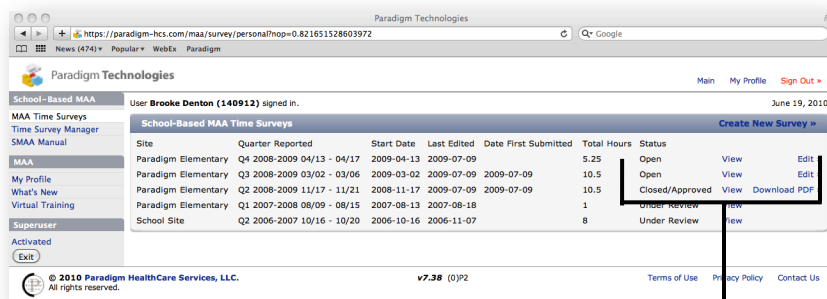 Paradigm Technologies
https://paradigm-hcs.com/maa/survey/personal?nop=0.821651528603972
Google
News (474) Popular WebEx Paradigm
Paradigm Technologies
Main My Profile Sign Out »
School-Based MAA
User Brooke Denton (140912) signed in.
June 19, 2010
MAA Time Surveys
Time Survey Manager
SMAA Manual
MAA
My Profile
What's New
Virtual Training
Superuser
Activated
Exit
School-Based MAA Time Surveys Create New Survey »
Site Quarter Reported Start Date Last Edited Date First Submitted Total Hours Status
Paradigm Elementary Q4 2008-2009 04/13 - 04/17 2009-04-13 2009-07-09 5.25 Open View Edit
Paradigm Elementary Q3 2008-2009 03/02 - 03/06 2009-03-02 2009-07-09 2009-07-09 10.5 Open View Edit
Paradigm Elementary Q2 2008-2009 11/17 - 11/21 2008-11-17 2009-07-09 2009-07-09 10.5 Closed/Approved View Download PDF
Paradigm Elementary Q1 2007-2008 08/09 - 08/15 2007-08-13 2007-08-18 1 Under Review View
School Site Q2 2006-2007 10/16 - 10/20 2006-10-16 2006-11-07 8 Under Review View
© 2010 Paradigm HealthCare Services, LLC. v7.38 (0)P2 Terms of Use Privacy Policy Contact Us
All rights reserved.